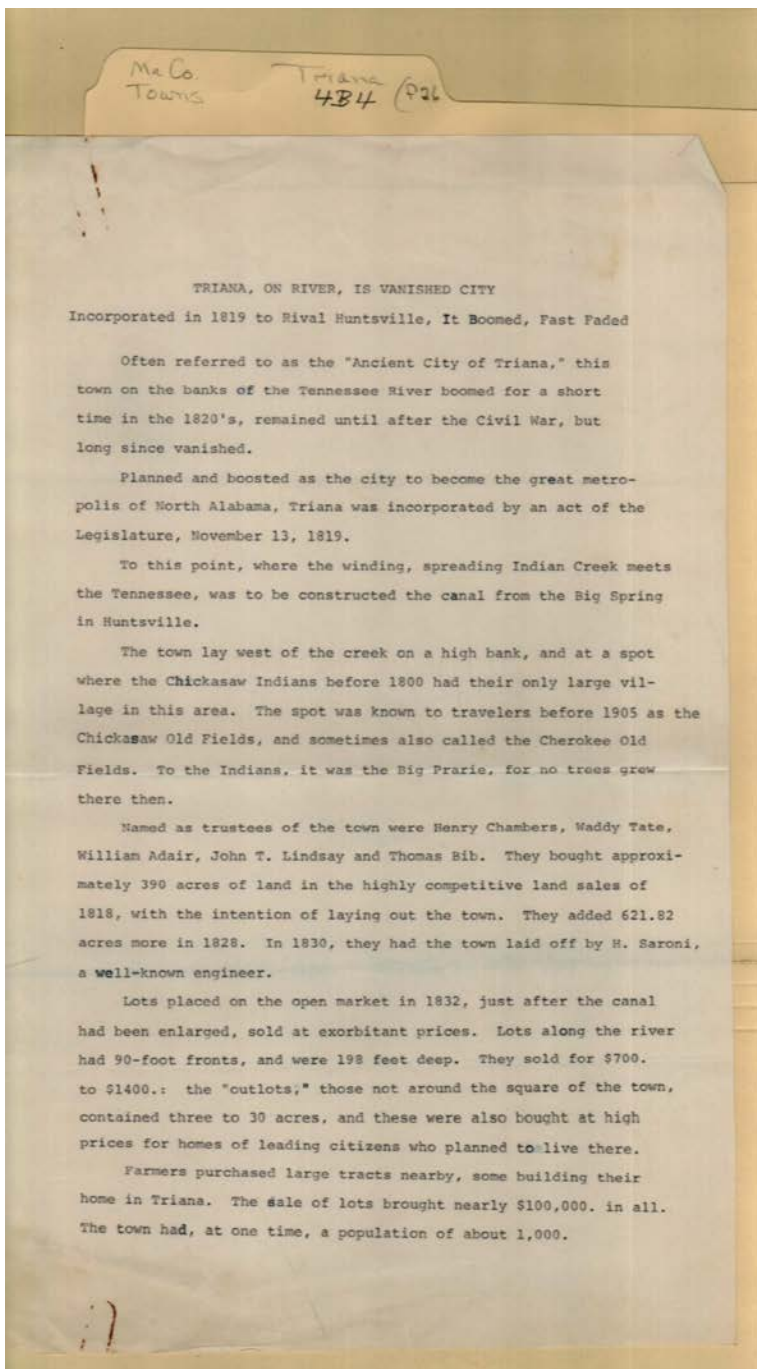 Ma Co.
Towns
Triana
4B4 (P26
TRIANA, ON RIVER, IS VANISHED CITY
Incorporated in 1819 to Rival Huntsville, It Boomed, Fast Faded
Often referred to as the "Ancient City of Triana," this
town on the banks of the Tennessee River boomed for a short
time in the 1820's, remained until after the Civil War, but
long since vanished.
Planned and boosted as the city to become the great metro-
polis of North Alabama, Triana was incorporated by an act of the
Legislature, November 13, 1819.
To this point, where the winding, spreading Indian Creek meets
the Tennessee, was to be constructed the canal from the Big Spring
in Huntsville.
The town lay west of the creek on a high bank, and at a spot
where the Chickasaw Indians before 1800 had their only large vil-
lage in this area. The spot was known to travelers before 1905 as the
Chickasaw Old Fields, and sometimes also called the Cherokee Old
Fields. To the Indians, it was the Big Prarie, for no trees grew
there then.
Named as trustees of the town were Henry Chambers, Waddy Tate,
William Adair, John T. Lindsay and Thomas Bib. They bought approxi-
mately 390 acres of land in the highly competitive land sales of
1818, with the intention of laying out the town. They added 621.82
acres more in 1828. In 1830, they had the town laid off by H. Saroni,
a well-known engineer.
Lots placed on the open market in 1832, just after the canal
had been enlarged, sold at exorbitant prices. Lots along the river
had 90-foot fronts, and were 198 feet deep. They sold for $700.
to $1400.: the "outlots," those not around the square of the town,
contained three to 30 acres, and these were also bought at high
prices for homes of leading citizens who planned to live there.
Farmers purchased large tracts nearby, some building their
home in Triana. The sale of lots brought nearly $100,000. in all.
The town had, at one time, a population of about 1,000.